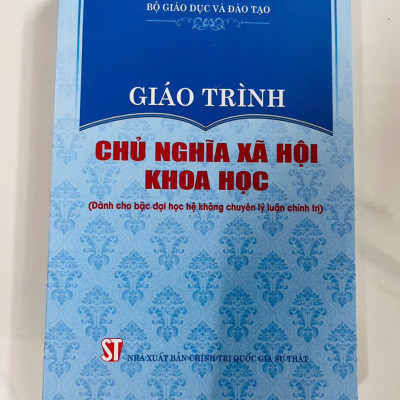 BỘ GIÁO DỤC VÀ ĐÀO TẠO
GIÁO TRÌNH
CHỦ NGHĨA XÃ HỘI
KHOA HỌC
(Dành cho bậc đại học hệ không chuyên lý luận chính trị)
ST
NHÀ XUẤT BẢN CHÍNH TRỊ QUỐC GIA SỰ THẬT